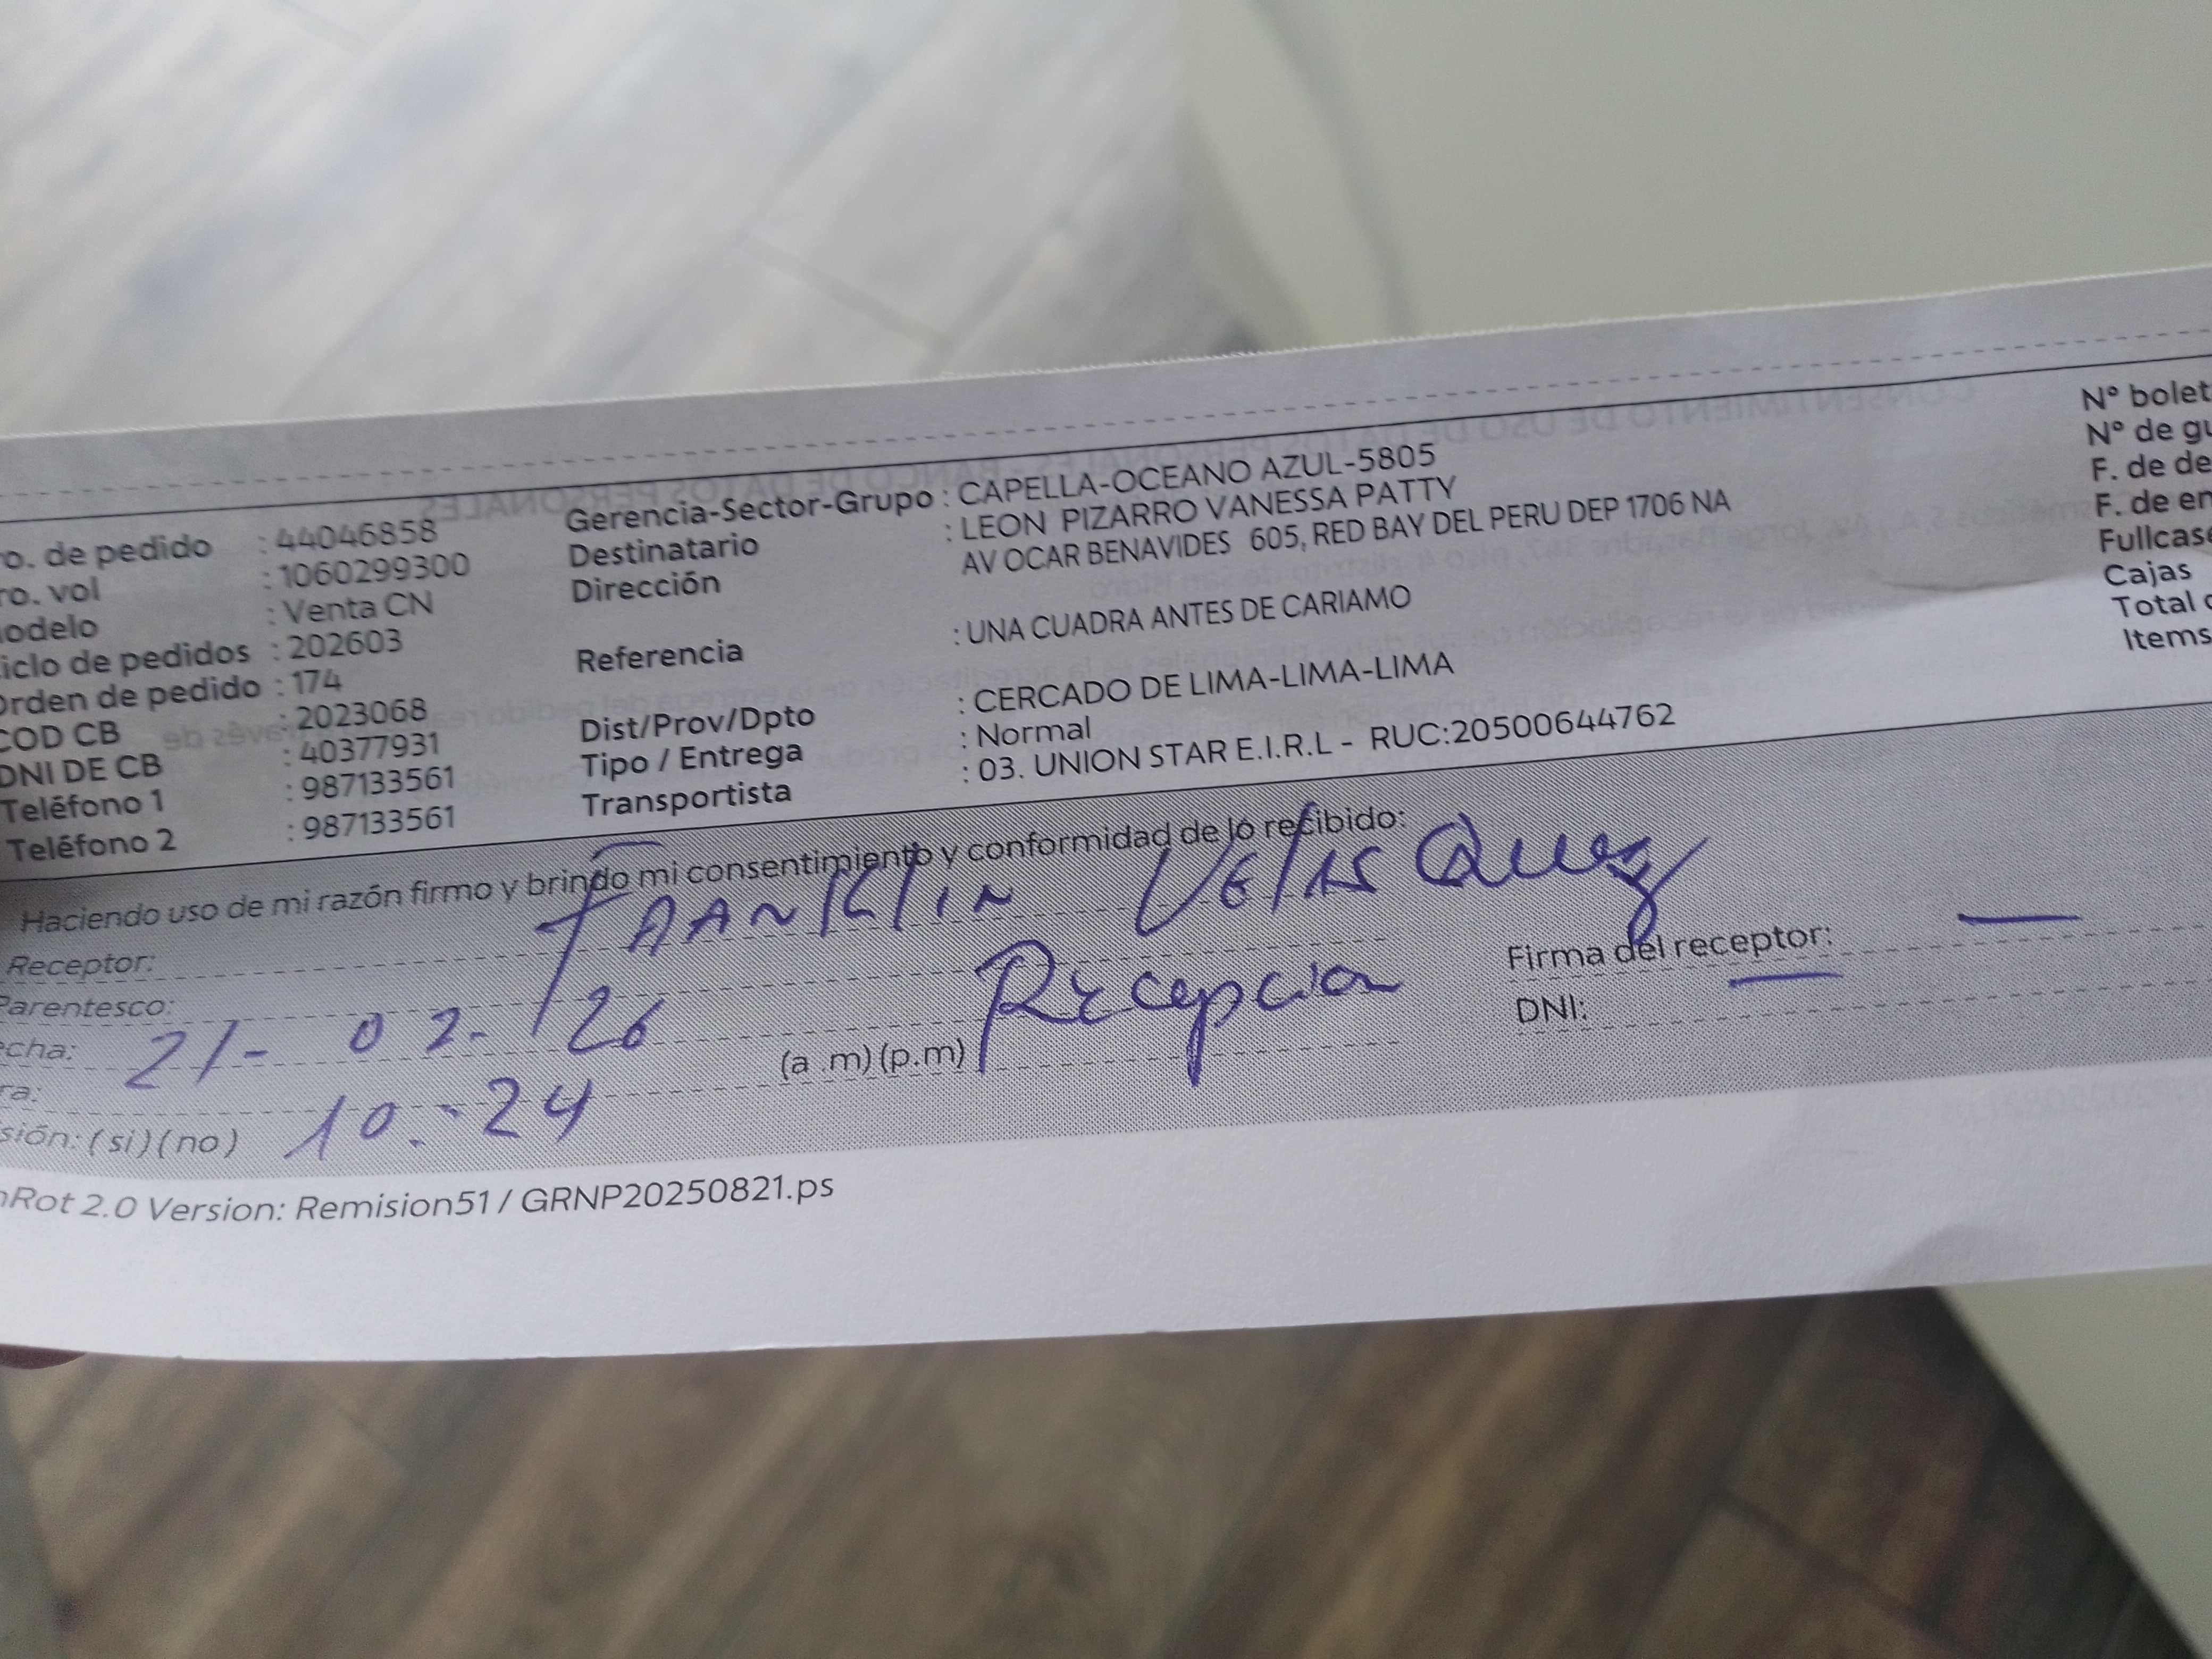 ro. de pedido : 44046858
ro. vol : 1060299300
odelo : Venta CN
iclo de pedidos : 202603
Orden de pedido : 174
COD CB : 2023068
DNI DE CB : 40377931
Teléfono 1 : 987133561
Teléfono 2 : 987133561
Gerencia-Sector-Grupo : CAPELLA-OCEANO AZUL-5805
Destinatario : LEON PIZARRO VANESSA PATTY
Dirección AV OCAR BENAVIDES 605, RED BAY DEL PERU DEP 1706 NA
Referencia : UNA CUADRA ANTES DE CARIAMO
Dist/Prov/Dpto : CERCADO DE LIMA-LIMA-LIMA
Tipo / Entrega : Normal
Transportista : 03. UNION STAR E.I.R.L - RUC:20500644762
N° bolet
N° de gu
F. de de
F. de en
Fullcase
Cajas
Total
Items
Haciendo uso de mi razón firmo y brindo mi consentimiento y conformidad de lo recibido:
Receptor: Franklin Velasquez
Parentesco: Recepcion
echa: 21-02-26
ra: 10:24 (a .m) (p.m)
sión: ( si ) ( no )
Firma del receptor:
DNI:
nRot 2.0 Version: Remision51 / GRNP20250821.ps